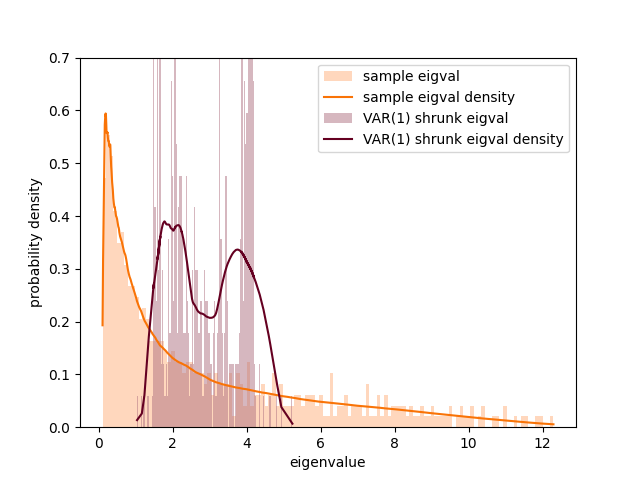 sample eigval
sample eigval density
VAR(1) shrunk eigval
VAR(1) shrunk eigval density
probability density
0.7
0.6
0.5
0.4
0.3
0.2
0.1
0.0
0 2 4 6 8 10 12
eigenvalue